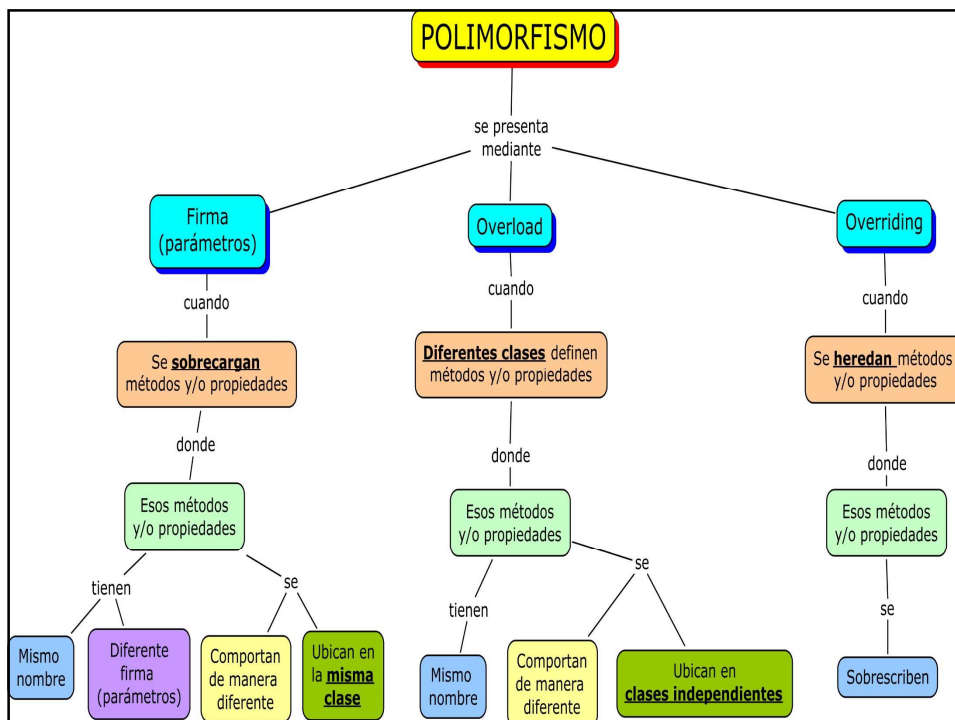 POLIMORFISMO
se presenta
mediante
Firma
(parámetros)
cuando
Se sobrecargan
métodos y/o propiedades
donde
Esos métodos
y/o propiedades
tienen
Mismo
nombre
Diferente
firma
(parámetros)
se
Comportan
de manera
diferente
Ubican en
la misma
clase
Overload
cuando
Diferentes clases definen
métodos y/o propiedades
donde
Esos métodos
y/o propiedades
tienen
Mismo
nombre
se
Comportan
de manera
diferente
Ubican en
clases independientes
Overriding
cuando
Se heredan métodos
y/o propiedades
donde
Esos métodos
y/o propiedades
se
Sobrescriben